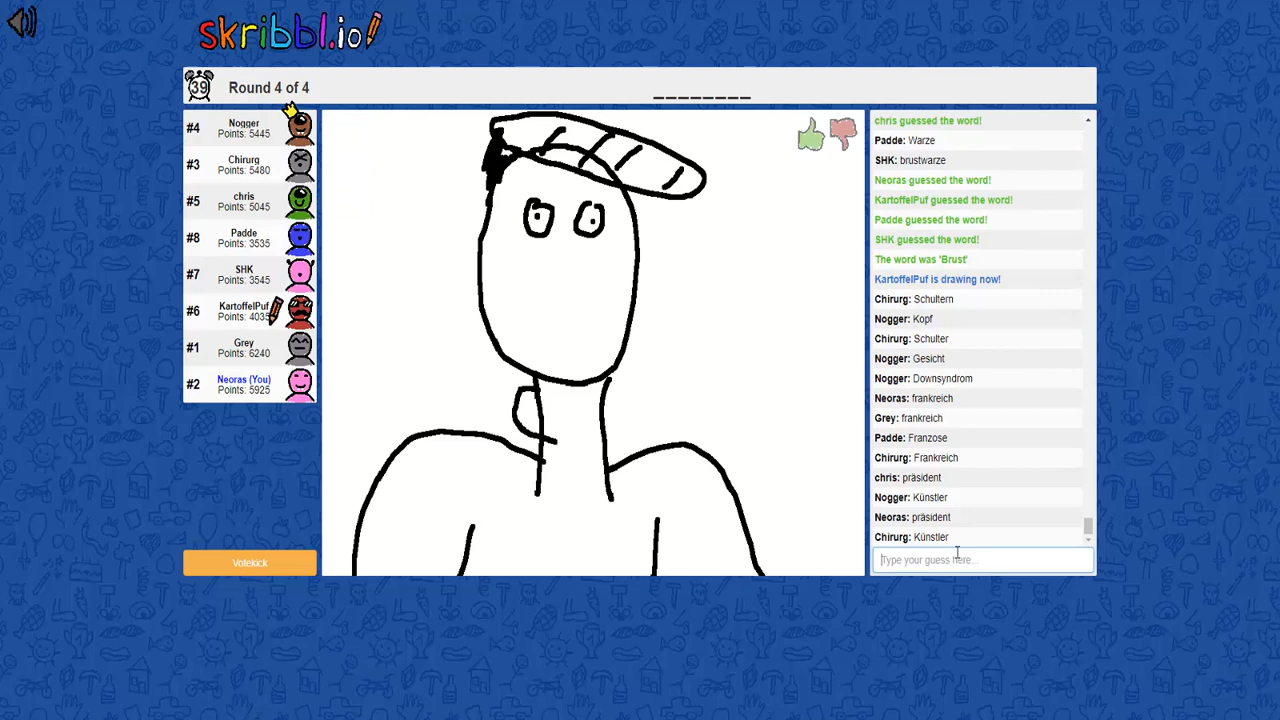 skribbl.io
39
Round 4 of 4
________
#4
Nogger
Points: 5445
#3
Chirurg
Points: 5480
#5
chris
Points: 5045
#8
Padde
Points: 3535
#7
SHK
Points: 3545
#6
KartoffelPuf
Points: 4035
#1
Grey
Points: 6240
#2
Neoras (You)
Points: 5925
Votekick
chris guessed the word!
Padde: Warze
SHK: brustwarze
Neoras guessed the word!
KartoffelPuf guessed the word!
Padde guessed the word!
SHK guessed the word!
The word was 'Brust'
KartoffelPuf is drawing now!
Chirurg: Schultern
Nogger: Kopf
Chirurg: Schulter
Nogger: Gesicht
Nogger: Downsyndrom
Neoras: frankreich
Grey: frankreich
Padde: Franzose
Chirurg: Frankreich
chris: präsident
Nogger: Künstler
Neoras: präsident
Chirurg: Künstler
Type your guess here...